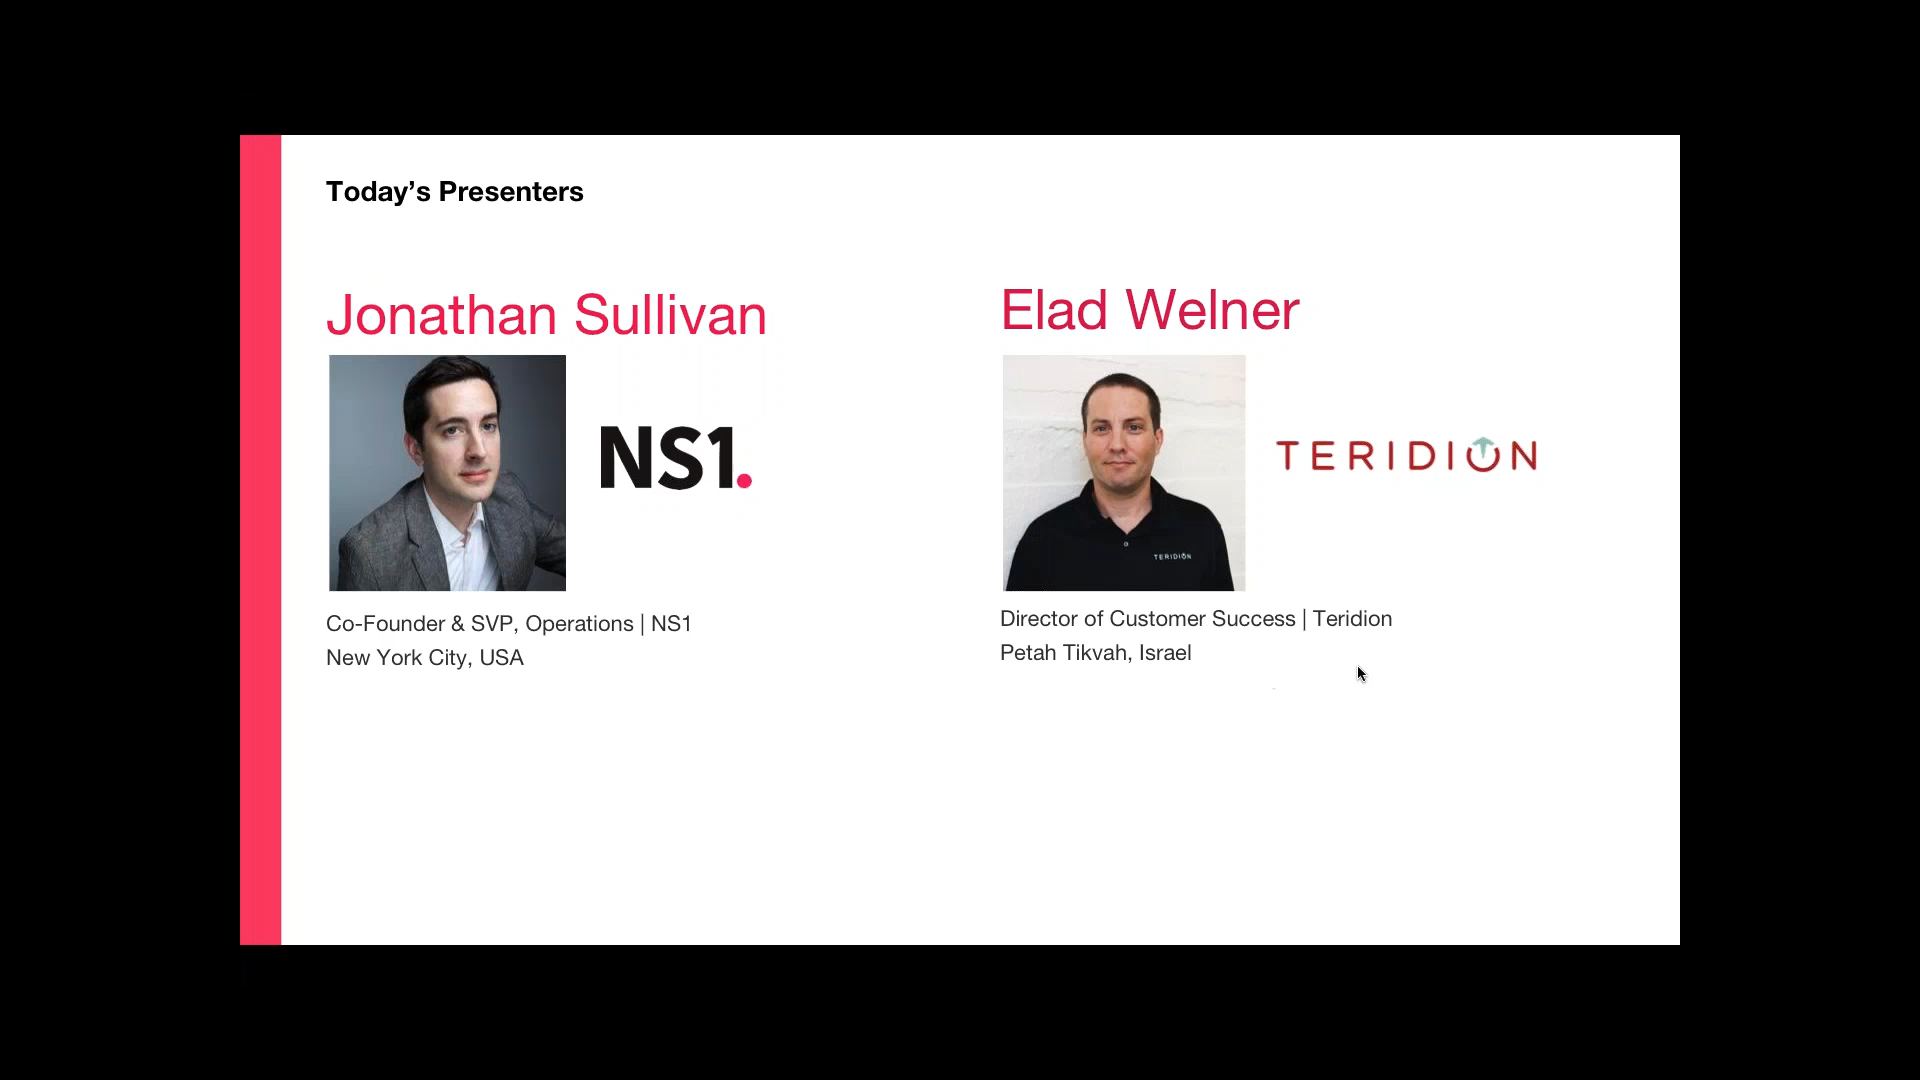 Today’s Presenters
Jonathan Sullivan
NS1.
Co-Founder & SVP, Operations | NS1
New York City, USA
Elad Welner
TERIDION
TERIDION
Director of Customer Success | Teridion
Petah Tikvah, Israel